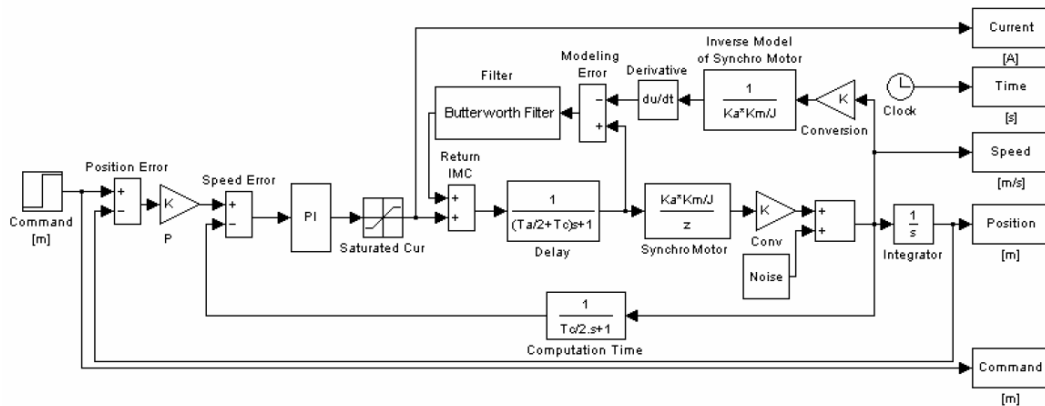 Current
[A]
Inverse Model
of Synchro Motor
Modeling
Error
Derivative
Filter
Butterworth Filter
−
+
du/dt
1
Ka*Km/J
K
Conversion
Clock
Time
[s]
Speed
[m/s]
Return
IMC
Position Error
Speed Error
Command
[m]
+
−
K
P
+
−
PI
Saturated Cur
+
+
1
(Ta/2+Tc)s+1
Delay
Ka*Km/J
z
Synchro Motor
K
Conv
+
+
Noise
1
s
Integrator
Position
[m]
1
Tc/2.s+1
Computation Time
Command
[m]